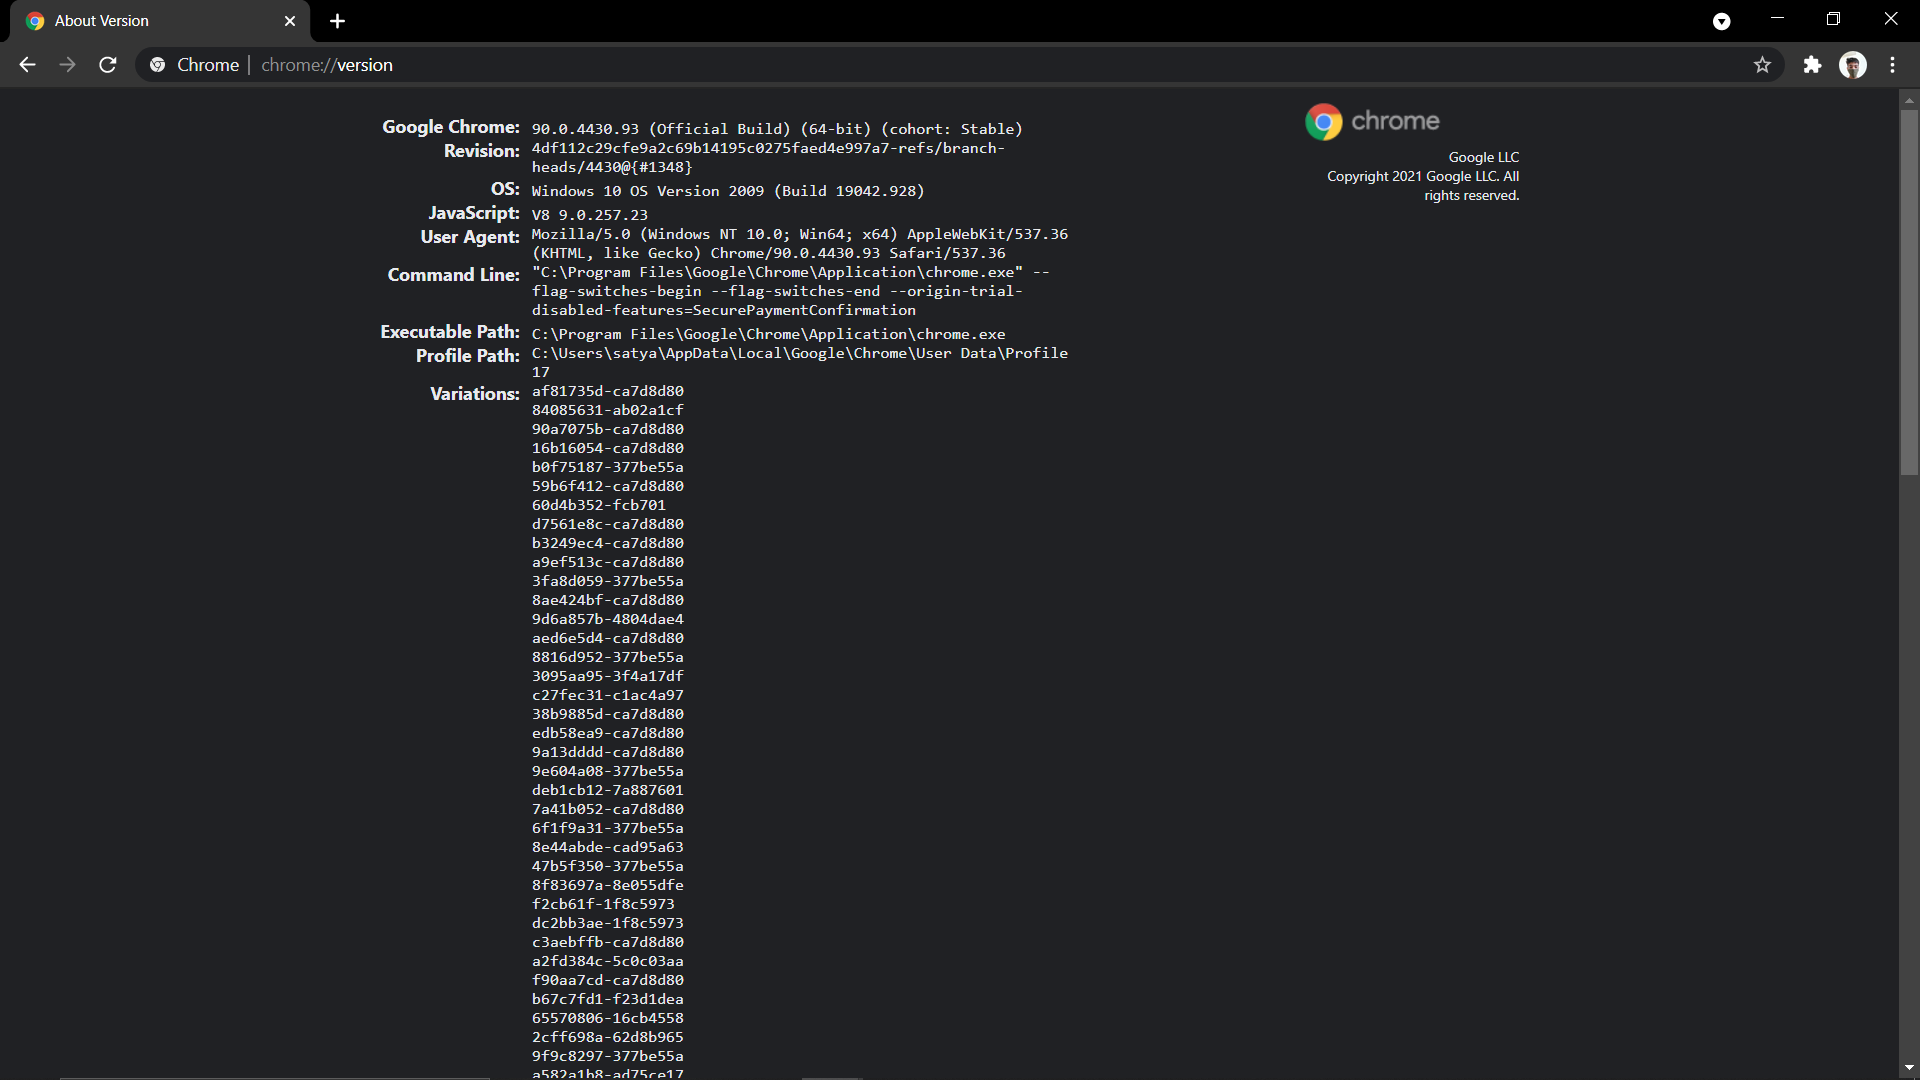 About Version
Chrome | chrome://version
chrome
Google LLC
Copyright 2021 Google LLC. All
rights reserved.
Google Chrome: 90.0.4430.93 (Official Build) (64-bit) (cohort: Stable)
Revision: 4df112c29cfe9a2c69b14195c0275faed4e997a7-refs/branch-
heads/4430@{#1348}
OS: Windows 10 OS Version 2009 (Build 19042.928)
JavaScript: V8 9.0.257.23
User Agent: Mozilla/5.0 (Windows NT 10.0; Win64; x64) AppleWebKit/537.36
(KHTML, like Gecko) Chrome/90.0.4430.93 Safari/537.36
Command Line: "C:\Program Files\Google\Chrome\Application\chrome.exe" --
flag-switches-begin --flag-switches-end --origin-trial-
disabled-features=SecurePaymentConfirmation
Executable Path: C:\Program Files\Google\Chrome\Application\chrome.exe
Profile Path: C:\Users\satya\AppData\Local\Google\Chrome\User Data\Profile
17
Variations: af81735d-ca7d8d80
84085631-ab02a1cf
90a7075b-ca7d8d80
16b16054-ca7d8d80
b0f75187-377be55a
59b6f412-ca7d8d80
60d4b352-fcb701
d7561e8c-ca7d8d80
b3249ec4-ca7d8d80
a9ef513c-ca7d8d80
3fa8d059-377be55a
8ae424bf-ca7d8d80
9d6a857b-4804dae4
aed6e5d4-ca7d8d80
8816d952-377be55a
3095aa95-3f4a17df
c27fec31-c1ac4a97
38b9885d-ca7d8d80
edb58ea9-ca7d8d80
9a13dddd-ca7d8d80
9e604a08-377be55a
deb1cb12-7a887601
7a41b052-ca7d8d80
6f1f9a31-377be55a
8e44abde-cad95a63
47b5f350-377be55a
8f83697a-8e055dfe
f2cb61f-1f8c5973
dc2bb3ae-1f8c5973
c3aebffb-ca7d8d80
a2fd384c-5c0c03aa
f90aa7cd-ca7d8d80
b67c7fd1-f23d1dea
65570806-16cb4558
2cff698a-62d8b965
9f9c8297-377be55a
a582a1b8-ad75ce17